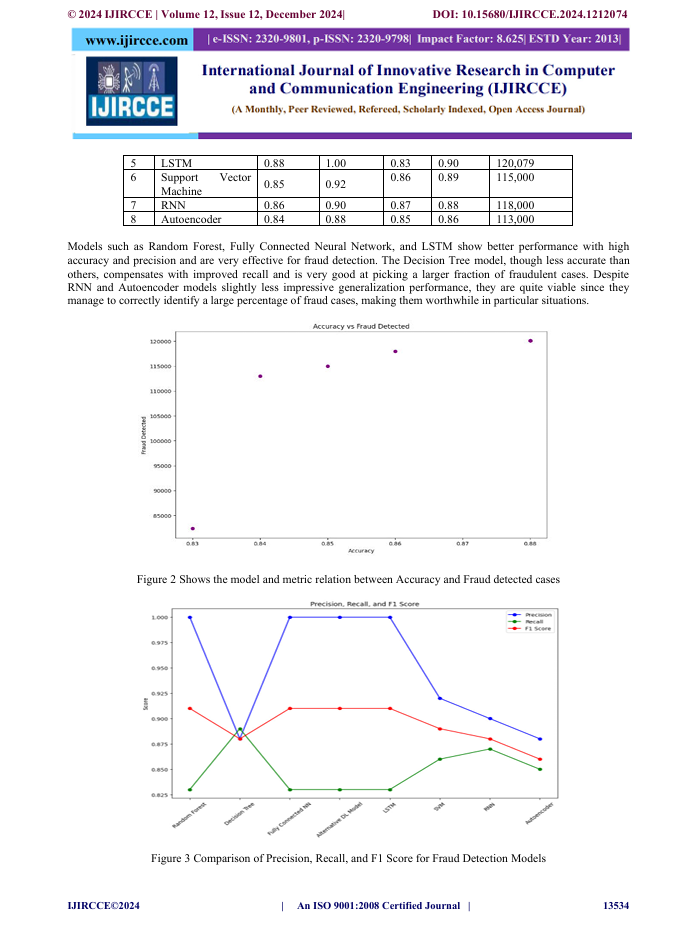 © 2024 IJIRCCE | Volume 12, Issue 12, December 2024| DOI: 10.15680/IJIRCCE.2024.1212074
www.ijircce.com | e-ISSN: 2320-9801, p-ISSN: 2320-9798| Impact Factor: 8.625| ESTD Year: 2013|
IJIRCCE
International Journal of Innovative Research in Computer
and Communication Engineering (IJIRCCE)
(A Monthly, Peer Reviewed, Refereed, Scholarly Indexed, Open Access Journal)
5 LSTM 0.88 1.00 0.83 0.90 120,079
6 Support Vector Machine 0.85 0.92 0.86 0.89 115,000
7 RNN 0.86 0.90 0.87 0.88 118,000
8 Autoencoder 0.84 0.88 0.85 0.86 113,000
Models such as Random Forest, Fully Connected Neural Network, and LSTM show better performance with high
accuracy and precision and are very effective for fraud detection. The Decision Tree model, though less accurate than
others, compensates with improved recall and is very good at picking a larger fraction of fraudulent cases. Despite
RNN and Autoencoder models slightly less impressive generalization performance, they are quite viable since they
manage to correctly identify a large percentage of fraud cases, making them worthwhile in particular situations.
Accuracy vs Fraud Detected
120000
115000
110000
105000
100000
95000
90000
85000
Fraud Detected
0.83 0.84 0.85 0.86 0.87 0.88
Accuracy
Figure 2 Shows the model and metric relation between Accuracy and Fraud detected cases
Precision, Recall, and F1 Score
Precision
Recall
F1 Score
1.000
0.975
0.950
0.925
0.900
0.875
0.850
0.825
Score
Random Forest Decision Tree Fully Connected NN Alternative DL Model LSTM SVM RNN Autoencoder
Figure 3 Comparison of Precision, Recall, and F1 Score for Fraud Detection Models
IJIRCCE©2024 | An ISO 9001:2008 Certified Journal | 13534